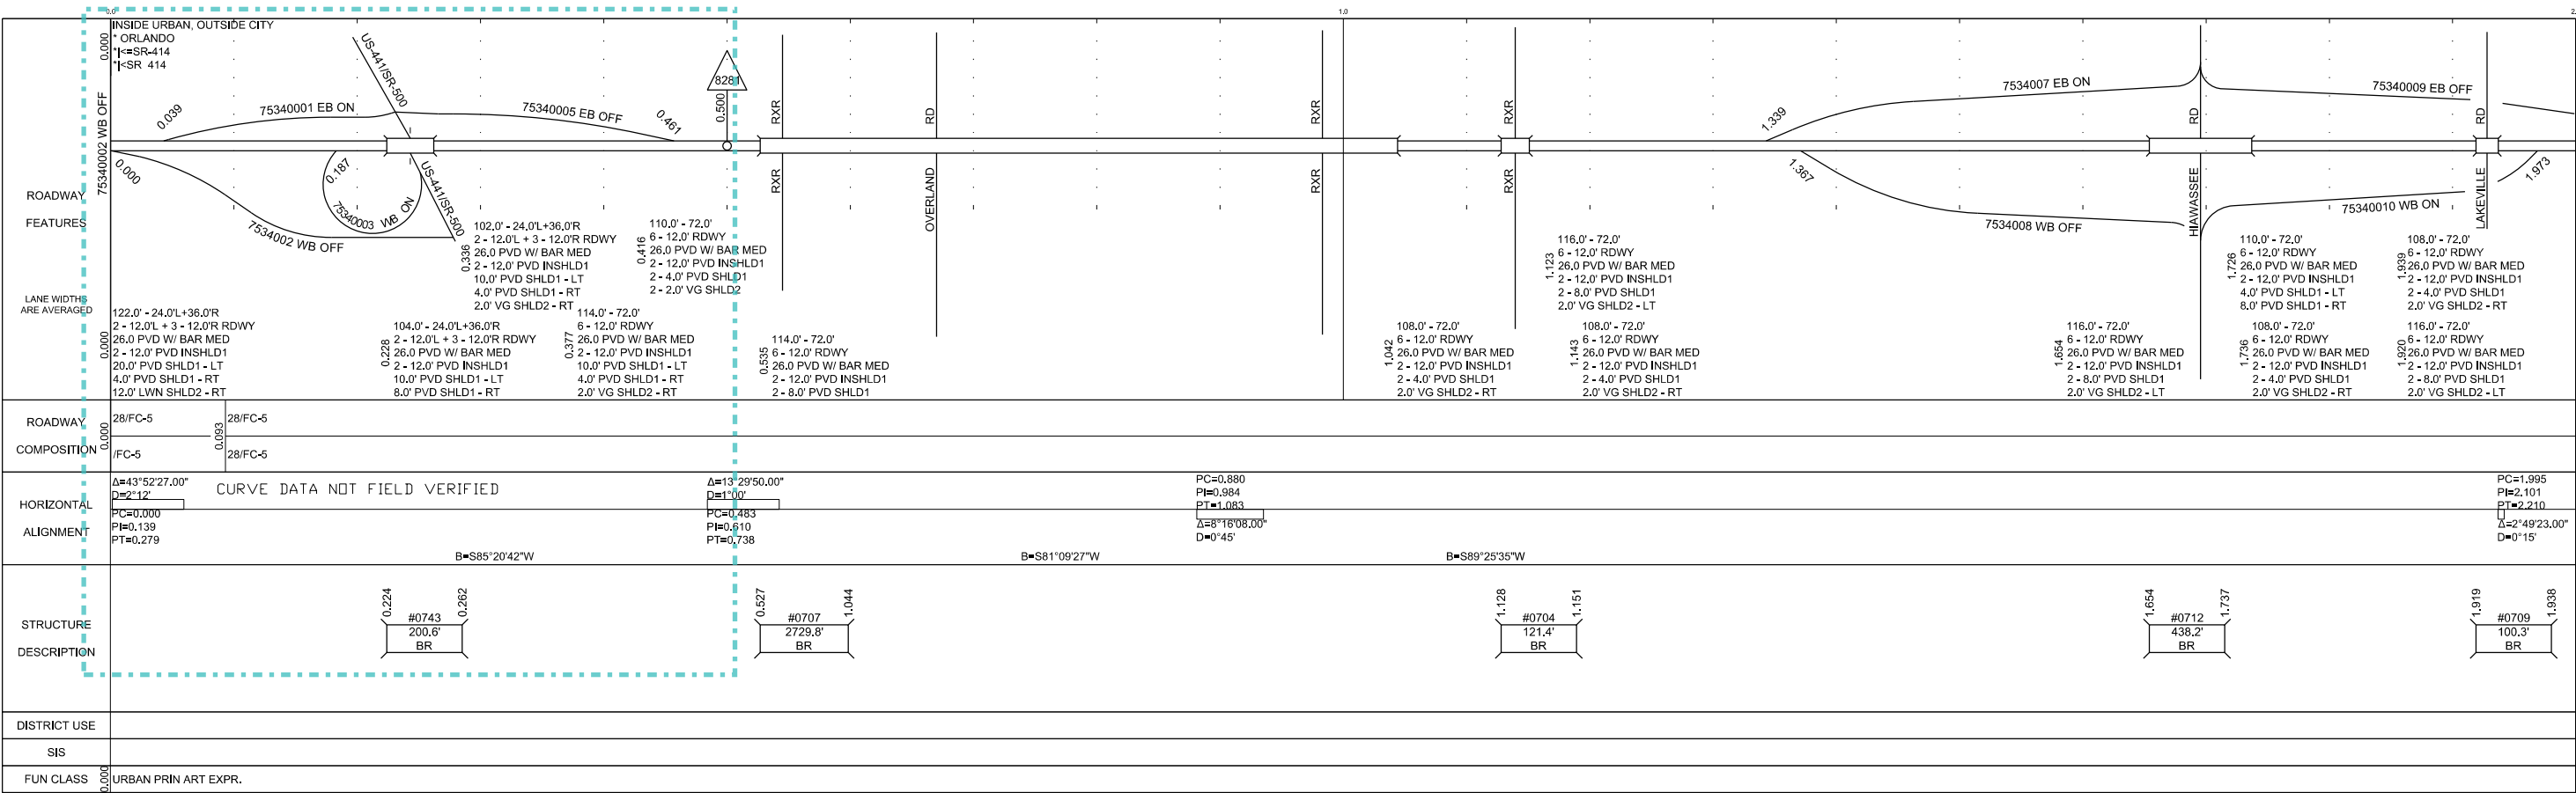 0.0
1.0
2.
ROADWAY
FEATURES
LANE WIDTHS
ARE AVERAGED
0.000
75340002 WB OFF
INSIDE URBAN, OUTSIDE CITY
* ORLANDO
*|<=SR-414
*|<SR 414
0.039
75340001 EB ON
US-441/SR-500
75340005 EB OFF
0.461
8281
0.500
0.000
7534002 WB OFF
0.187
75340003 WB ON
US-441/SR-500
RXR
RXR
RD
OVERLAND
RXR
RXR
RXR
RXR
1.339
75340007 EB ON
1.367
7534008 WB OFF
RD
HIAWASSEE
75340009 EB OFF
75340010 WB ON
RD
LAKEVILLE
1.973
0.336
102.0' - 24.0'L+36.0'R
2 - 12.0'L + 3 - 12.0'R RDWY
26.0 PVD W/ BAR MED
2 - 12.0' PVD INSHLD1
10.0' PVD SHLD1 - LT
4.0' PVD SHLD1 - RT
2.0' VG SHLD2 - RT
0.416
110.0' - 72.0'
6 - 12.0' RDWY
26.0 PVD W/ BAR MED
2 - 12.0' PVD INSHLD1
2 - 4.0' PVD SHLD1
2 - 2.0' VG SHLD2
1.123
116.0' - 72.0'
6 - 12.0' RDWY
26.0 PVD W/ BAR MED
2 - 12.0' PVD INSHLD1
2 - 8.0' PVD SHLD1
2.0' VG SHLD2 - LT
1.726
110.0' - 72.0'
6 - 12.0' RDWY
26.0 PVD W/ BAR MED
2 - 12.0' PVD INSHLD1
4.0' PVD SHLD1 - LT
8.0' PVD SHLD1 - RT
1.939
108.0' - 72.0'
6 - 12.0' RDWY
26.0 PVD W/ BAR MED
2 - 12.0' PVD INSHLD1
2 - 4.0' PVD SHLD1
2.0' VG SHLD2 - RT
0.000
122.0' - 24.0'L+36.0'R
2 - 12.0'L + 3 - 12.0'R RDWY
26.0 PVD W/ BAR MED
2 - 12.0' PVD INSHLD1
20.0' PVD SHLD1 - LT
4.0' PVD SHLD1 - RT
12.0' LWN SHLD2 - RT
0.228
104.0' - 24.0'L+36.0'R
2 - 12.0'L + 3 - 12.0'R RDWY
26.0 PVD W/ BAR MED
2 - 12.0' PVD INSHLD1
10.0' PVD SHLD1 - LT
8.0' PVD SHLD1 - RT
0.377
114.0' - 72.0'
6 - 12.0' RDWY
26.0 PVD W/ BAR MED
2 - 12.0' PVD INSHLD1
10.0' PVD SHLD1 - LT
4.0' PVD SHLD1 - RT
2.0' VG SHLD2 - RT
0.535
114.0' - 72.0'
6 - 12.0' RDWY
26.0 PVD W/ BAR MED
2 - 12.0' PVD INSHLD1
2 - 8.0' PVD SHLD1
1.042
108.0' - 72.0'
6 - 12.0' RDWY
26.0 PVD W/ BAR MED
2 - 12.0' PVD INSHLD1
2 - 4.0' PVD SHLD1
2.0' VG SHLD2 - RT
1.143
108.0' - 72.0'
6 - 12.0' RDWY
26.0 PVD W/ BAR MED
2 - 12.0' PVD INSHLD1
2 - 4.0' PVD SHLD1
2.0' VG SHLD2 - RT
1.654
116.0' - 72.0'
6 - 12.0' RDWY
26.0 PVD W/ BAR MED
2 - 12.0' PVD INSHLD1
2 - 8.0' PVD SHLD1
2.0' VG SHLD2 - LT
1.736
108.0' - 72.0'
6 - 12.0' RDWY
26.0 PVD W/ BAR MED
2 - 12.0' PVD INSHLD1
2 - 4.0' PVD SHLD1
2.0' VG SHLD2 - RT
1.920
116.0' - 72.0'
6 - 12.0' RDWY
26.0 PVD W/ BAR MED
2 - 12.0' PVD INSHLD1
2 - 8.0' PVD SHLD1
2.0' VG SHLD2 - LT
ROADWAY
COMPOSITION
0.000
28/FC-5
/FC-5
0.093
28/FC-5
28/FC-5
HORIZONTAL
ALIGNMENT
Δ=43°52'27.00"
D=2°12'
PC=0.000
PI=0.139
PT=0.279
CURVE DATA NOT FIELD VERIFIED
B=S85°20'42"W
Δ=13°29'50.00"
D=1°00'
PC=0.483
PI=0.610
PT=0.738
B=S81°09'27"W
PC=0.880
PI=0.984
PT=1.083
Δ=8°16'08.00"
D=0°45'
B=S89°25'35"W
PC=1.995
PI=2.101
PT=2.210
Δ=2°49'23.00"
D=0°15'
STRUCTURE
DESCRIPTION
0.224
0.262
#0743
200.6'
BR
0.527
1.044
#0707
2729.8'
BR
1.128
1.151
#0704
121.4'
BR
1.654
1.737
#0712
438.2'
BR
1.919
1.938
#0709
100.3'
BR
DISTRICT USE
SIS
FUN CLASS
0.000
URBAN PRIN ART EXPR.